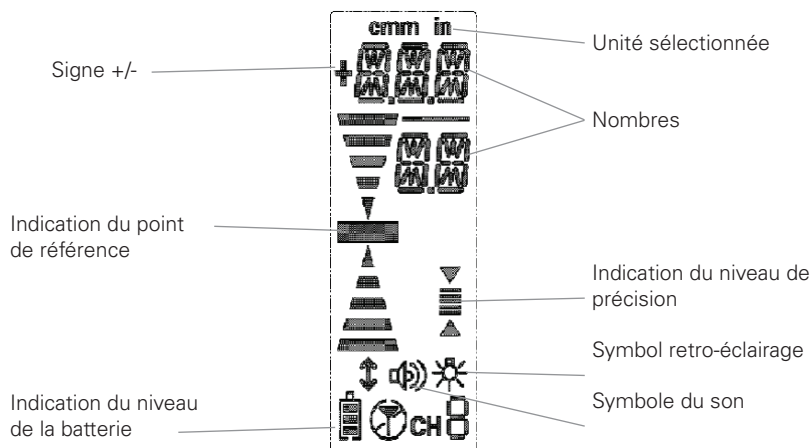 cmm in
Unité sélectionnée
Signe +/-
Nombres
Indication du point
de référence
Indication du niveau de
précision
Symbol retro-éclairage
Symbole du son
Indication du niveau
de la batterie
CH